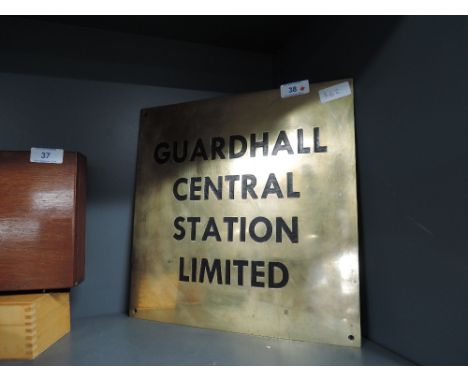 38
37
GUARDHALL
CENTRAL
STATION
LIMITED